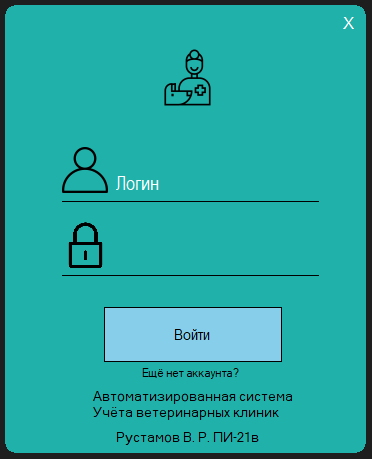 X
Логин
Войти
Ещё нет аккаунта?
Автоматизированная система
Учёта ветеринарных клиник
Рустамов В. Р. ПИ-21в